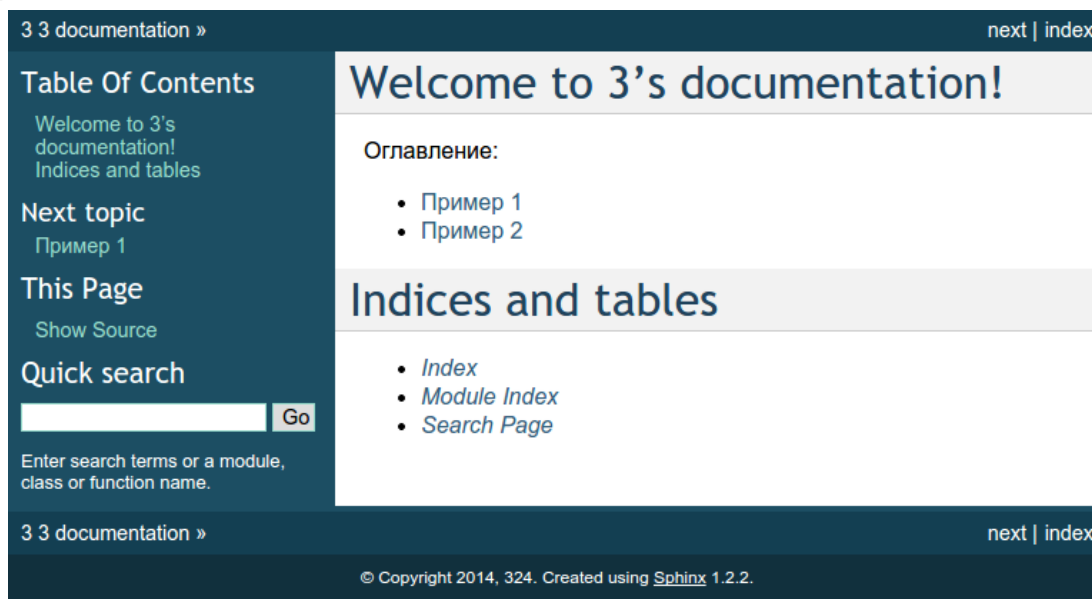 3 3 documentation »
next | index
Table Of Contents
Welcome to 3’s
documentation!
Indices and tables
Next topic
Пример 1
This Page
Show Source
Quick search
Go
Enter search terms or a module,
class or function name.
Welcome to 3’s documentation!
Оглавление:
Пример 1
Пример 2
Indices and tables
Index
Module Index
Search Page
3 3 documentation »
next | index
© Copyright 2014, 324. Created using Sphinx 1.2.2.